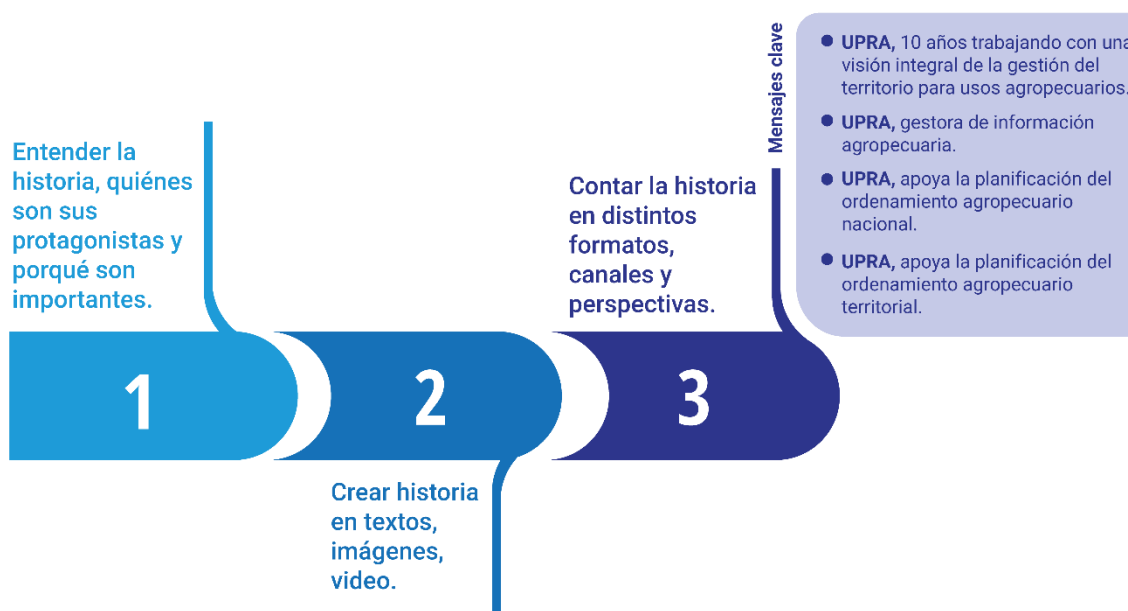 Entender la
historia, quiénes
son sus
protagonistas y
porqué son
importantes.
1
2
Crear historia
en textos,
imágenes,
video.
3
Contar la historia
en distintos
formatos,
canales y
perspectivas.
Mensajes clave
UPRA, 10 años trabajando con una
visión integral de la gestión del
territorio para usos agropecuarios.
UPRA, gestora de información
agropecuaria.
UPRA, apoya la planificación del
ordenamiento agropecuario
nacional.
UPRA, apoya la planificación del
ordenamiento agropecuario
territorial.